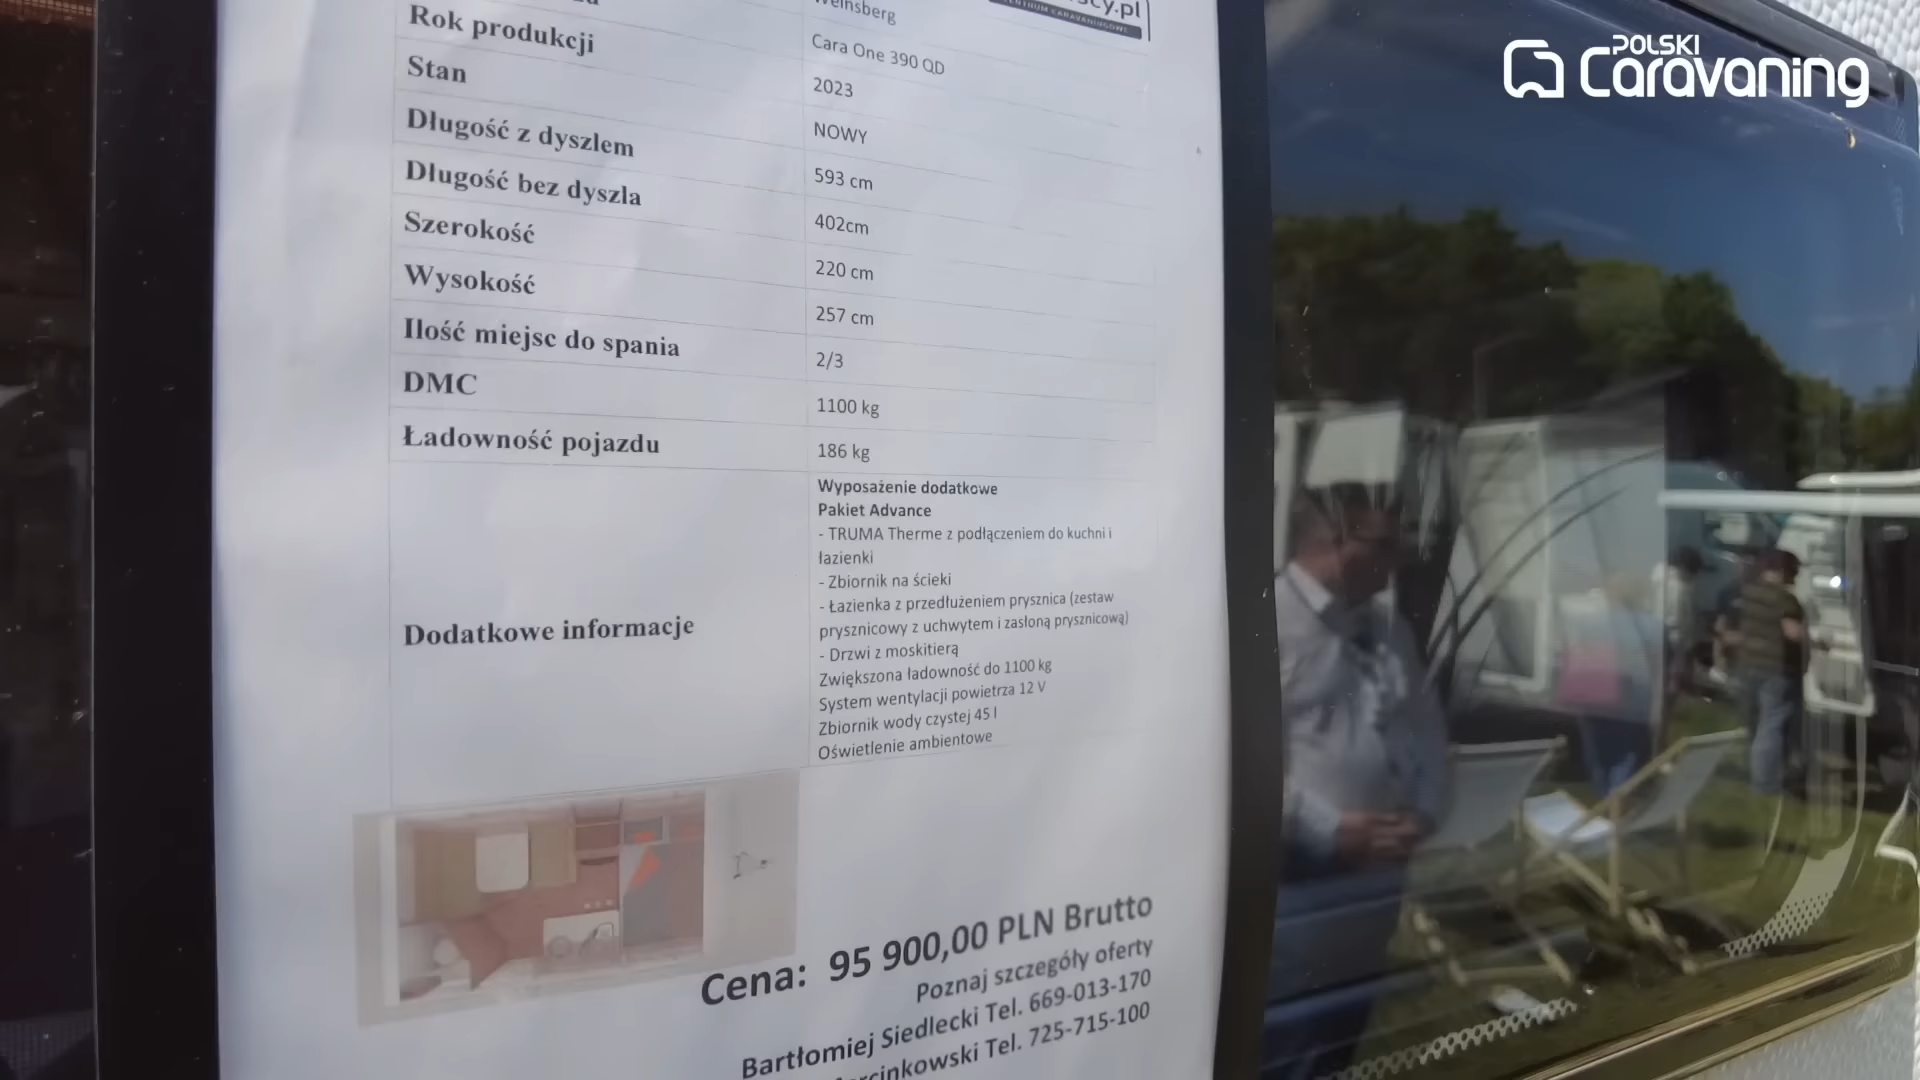 POLSKI
Caravaning
Weinsberg
Cara One 390 QD
Rok produkcji 2023
Stan NOWY
Długość z dyszlem 593 cm
Długość bez dyszla 402cm
Szerokość 220 cm
Wysokość 257 cm
Ilość miejsc do spania 2/3
DMC 1100 kg
Ładowność pojazdu 186 kg
Dodatkowe informacje
Wyposażenie dodatkowe
Pakiet Advance
- TRUMA Therme z podłączeniem do kuchni i
łazienki
- Zbiornik na ścieki
- Łazienka z przedłużeniem prysznica (zestaw
prysznicowy z uchwytem i zasłoną prysznicową)
- Drzwi z moskitierą
Zwiększona ładowność do 1100 kg
System wentylacji powietrza 12 V
Zbiornik wody czystej 45 l
Oświetlenie ambientowe
Cena: 95 900,00 PLN Brutto
Poznaj szczegóły oferty
Bartłomiej Siedlecki Tel. 669-013-170
Tel. 725-715-100